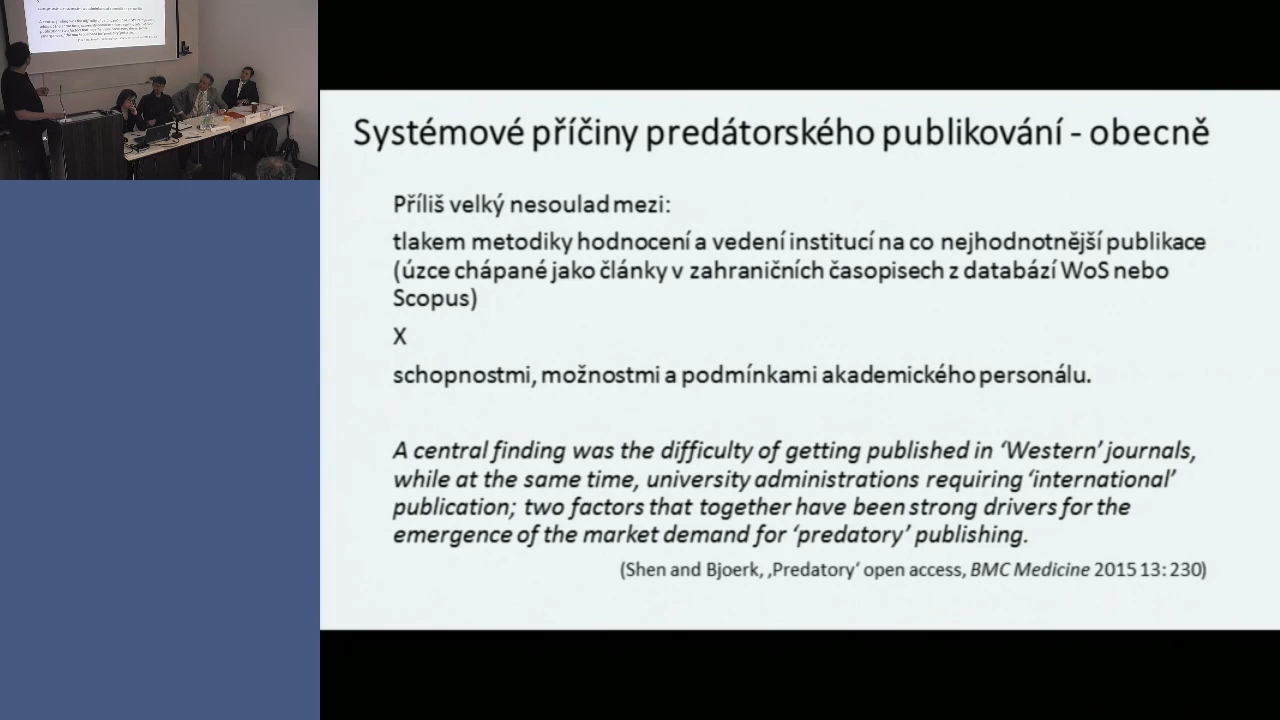 Systémové příčiny predátorského publikování - obecně
Příliš velký nesoulad mezi:
tlakem metodiky hodnocení a vedení institucí na co nejhodnotnější publikace
(úzce chápané jako články v zahraničních časopisech z databází WoS nebo
Scopus)
X
schopnostmi, možnostmi a podmínkami akademického personálu.
A central finding was the difficulty of getting published in ‘Western’ journals,
while at the same time, university administrations requiring ‘international’
publication; two factors that together have been strong drivers for the
emergence of the market demand for ‘predatory’ publishing.
(Shen and Bjoerk, ‚Predatory‘ open access, BMC Medicine 2015 13: 230)